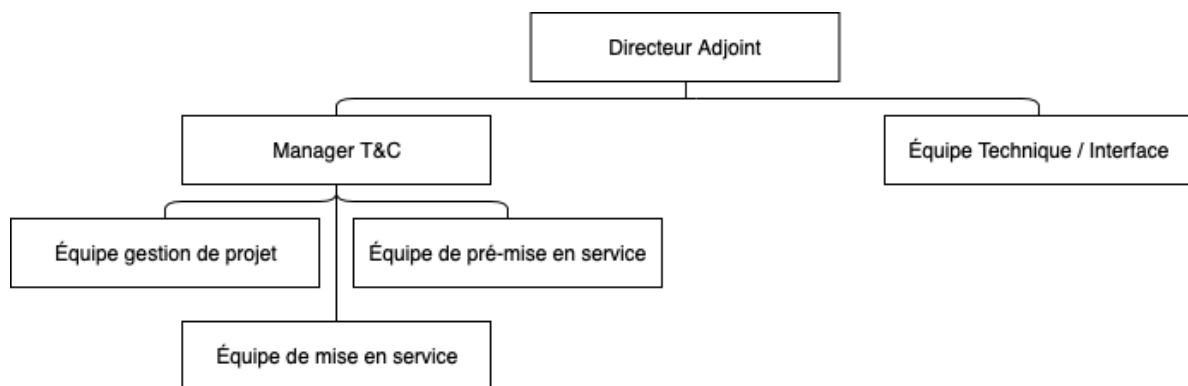 Directeur Adjoint
Manager T&C
Équipe Technique / Interface
Équipe gestion de projet
Équipe de pré-mise en service
Équipe de mise en service